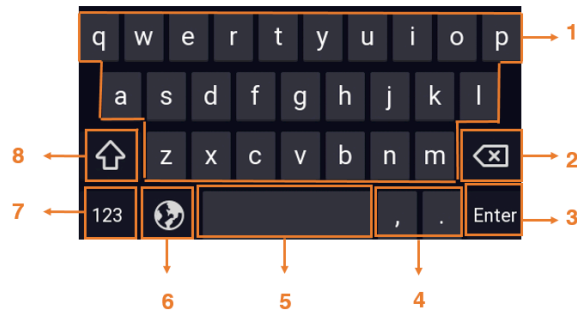 q w e r t y u i o p 1
a s d f g h j k l
8 z x c v b n m 2
7 123 , . Enter 3
6 5 4